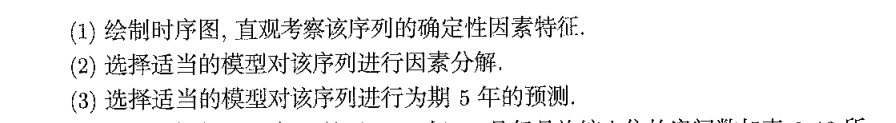 (1) 绘制时序图, 直观考察该序列的确定性因素特征.
(2) 选择适当的模型对该序列进行因素分解.
(3) 选择适当的模型对该序列进行为期 5 年的预测.